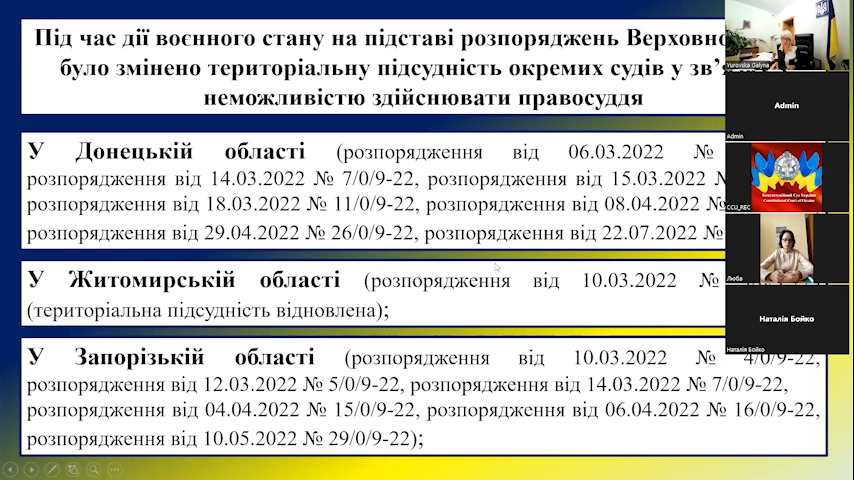 Під час дії воєнного стану на підставі розпоряджень
було змінено територіальну підсудність окремих судів у
неможливістю здійснювати правосуддя
У Донецькій області (розпорядження від 06.03.2022 №
розпорядження від 14.03.2022 № 7/0/9-22, розпорядження від 15.03.2022
розпорядження від 18.03.2022 № 11/0/9-22, розпорядження від 08.04.2022 №
розпорядження від 29.04.2022 № 26/0/9-22, розпорядження від 22.07.2022 №
У Житомирській області (розпорядження від 10.03.2022 №
(територіальна підсудність відновлена);
У Запорізькій області (розпорядження від 10.03.2022 № 4/0/9-22,
розпорядження від 12.03.2022 № 5/0/9-22, розпорядження від 14.03.2022 № 7/0/9-22,
розпорядження від 04.04.2022 № 15/0/9-22, розпорядження від 06.04.2022 № 16/0/9-22,
розпорядження від 10.05.2022 № 29/0/9-22);
Yurovska Galyna
Admin
Admin
Конституційний Суд України
Constitutional Court of Ukraine
CCU_REC
Люба
Наталія Бойко
Наталія Бойко